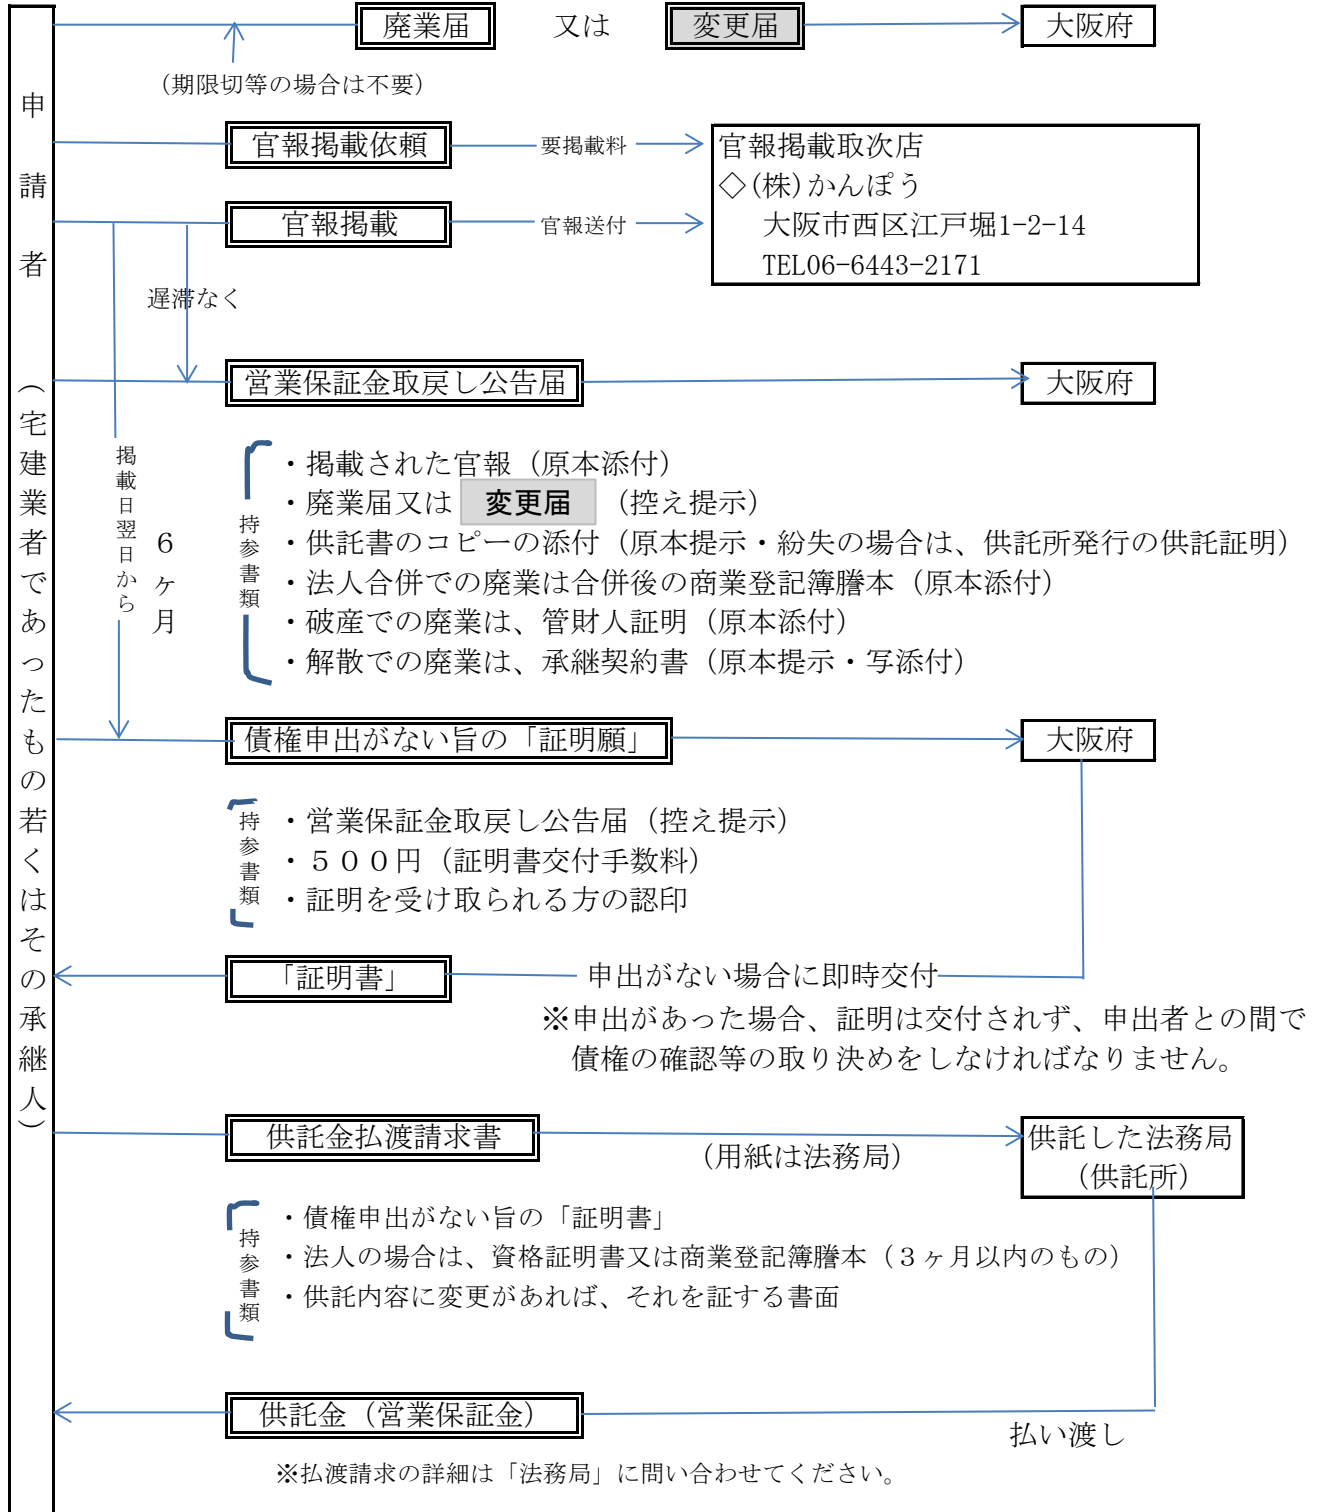 廃業届 又は 変更届 大阪府
(期限切等の場合は不要)
申請者(宅建業者であったもの若くはその承継人)
官報掲載依頼 要掲載料 官報掲載取次店
◇(株)かんぽう
官報掲載 官報送付 大阪市西区江戸堀1-2-14
TEL06-6443-2171
遅滞なく
営業保証金取戻し公告届 大阪府
掲載日翌日から
6ヶ月
持参書類
・掲載された官報(原本添付)
・廃業届又は 変更届 (控え提示)
・供託書のコピーの添付(原本提示・紛失の場合は、供託所発行の供託証明)
・法人合併での廃業は合併後の商業登記簿謄本(原本添付)
・破産での廃業は、管財人証明(原本添付)
・解散での廃業は、承継契約書(原本提示・写添付)
債権申出がない旨の「証明願」 大阪府
持参書類
・営業保証金取戻し公告届(控え提示)
・500円(証明書交付手数料)
・証明を受け取られる方の認印
「証明書」 申出がない場合に即時交付
※申出があった場合、証明は交付されず、申出者との間で
債権の確認等の取り決めをしなければなりません。
供託金払渡請求書 (用紙は法務局) 供託した法務局
(供託所)
持参書類
・債権申出がない旨の「証明書」
・法人の場合は、資格証明書又は商業登記簿謄本(3ヶ月以内のもの)
・供託内容に変更があれば、それを証する書面
供託金(営業保証金) 払い渡し
※払渡請求の詳細は「法務局」に問い合わせてください。